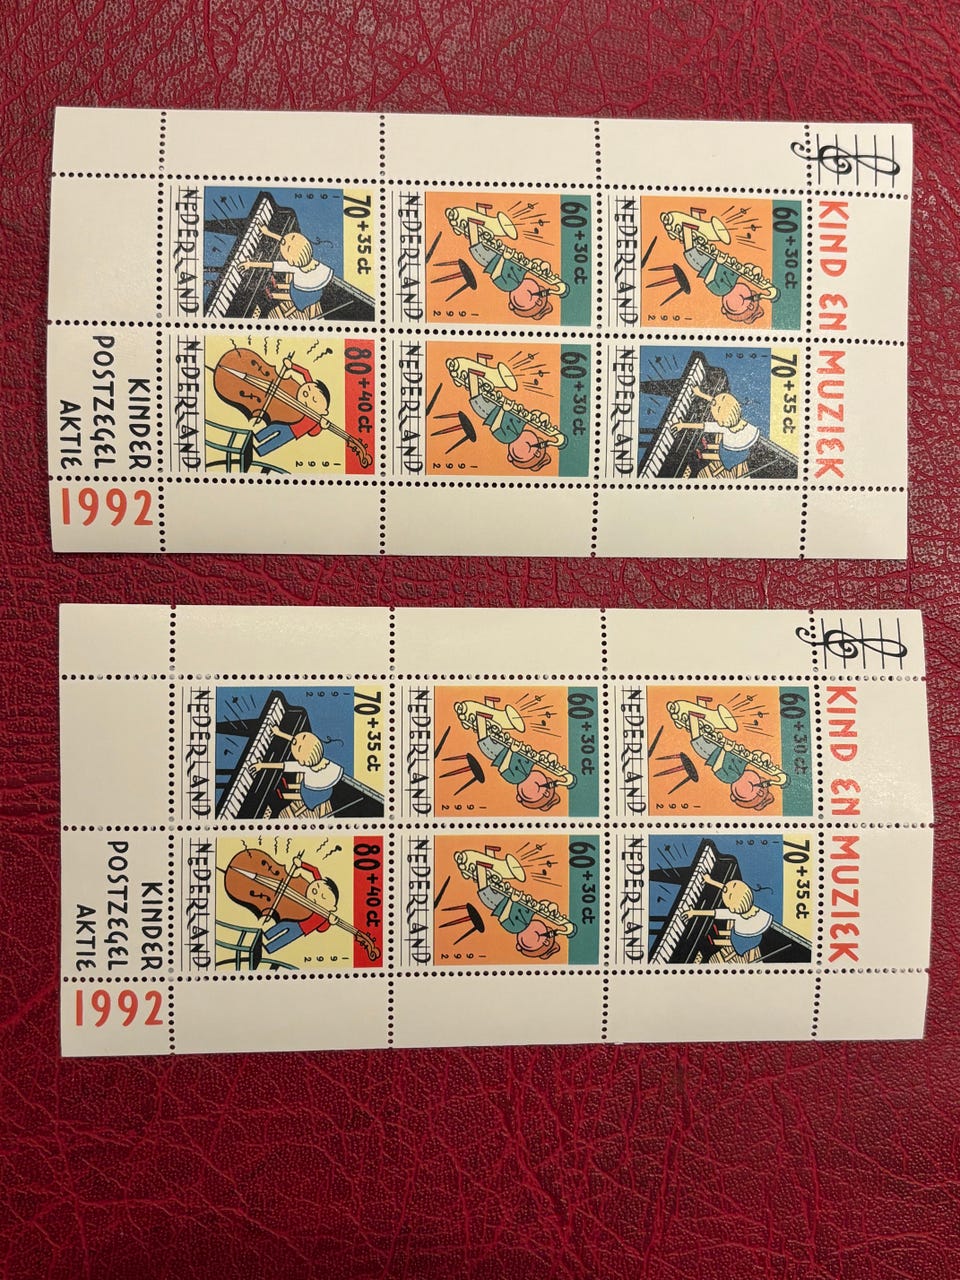 KIND EN MUZIEK
60+30 ct
1992
NEDERLAND
70+35 ct
1992
NEDERLAND
60+30 ct
1992
NEDERLAND
60+30 ct
1992
NEDERLAND
70+35 ct
1992
NEDERLAND
80+40 ct
1992
NEDERLAND
KINDER
POSTZEGEL
AKTIE
1992
KIND EN MUZIEK
60+30 ct
1992
NEDERLAND
70+35 ct
1992
NEDERLAND
60+30 ct
1992
NEDERLAND
60+30 ct
1992
NEDERLAND
70+35 ct
1992
NEDERLAND
80+40 ct
1992
NEDERLAND
KINDER
POSTZEGEL
AKTIE
1992